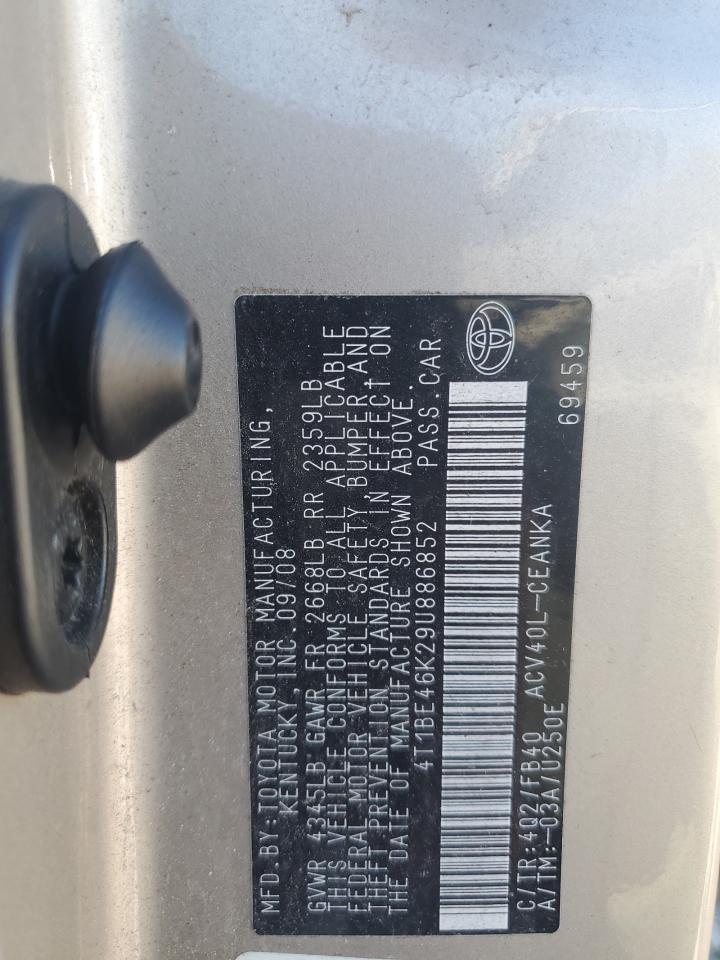 MFD. BY: TOYOTA MOTOR MANUFACTURING,
KENTUCKY, INC. 09/08
GVWR 4345LB GAWR FR 2668LB RR 2359LB
THIS VEHICLE CONFORMS TO ALL APPLICABLE
FEDERAL MOTOR VEHICLE SAFETY, BUMPER, AND
THEFT PREVENTION STANDARDS IN EFFECT ON
THE DATE OF MANUFACTURE SHOWN ABOVE.
4T1BE46K29U886852 PASS. CAR
C/TR: 4Q2/FB40 ACV40L-CEANKA
A/TM: -03A/U250E 69459